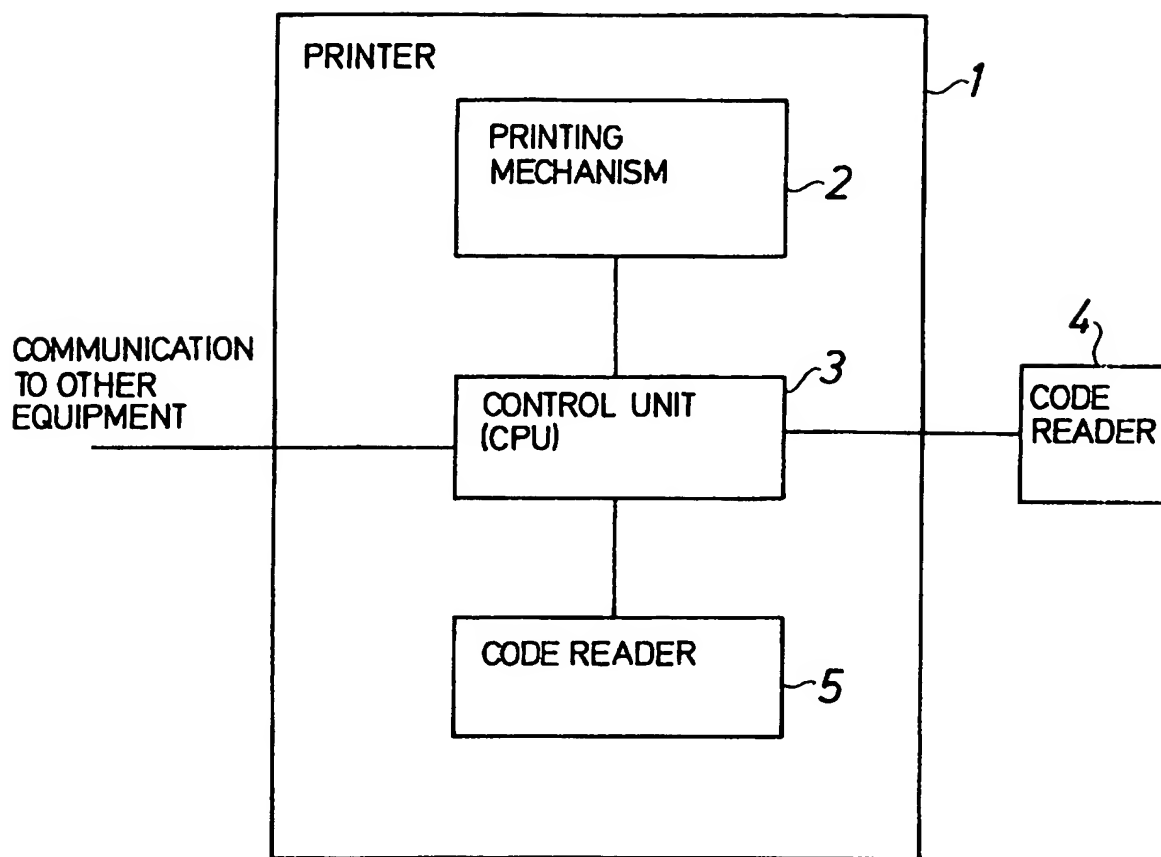 PRINTER
1
PRINTING
MECHANISM
2
COMMUNICATION
TO OTHER
EQUIPMENT
CONTROL UNIT
(CPU)
3
4
CODE
READER
CODE READER
5